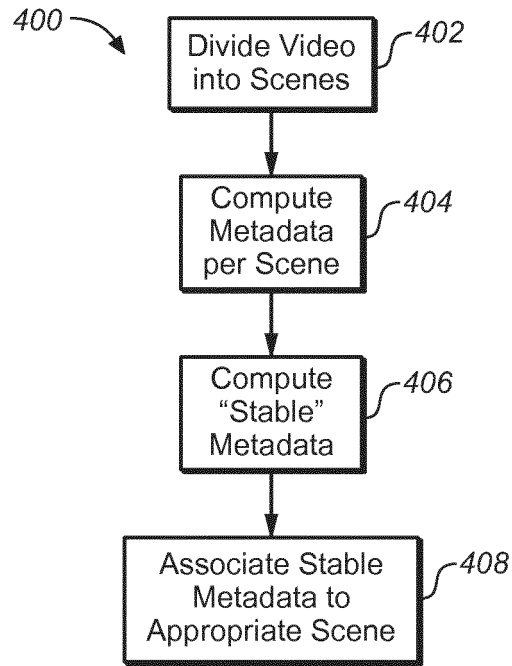 400
Divide Video
into Scenes
402
Compute
Metadata
per Scene
404
Compute
“Stable”
Metadata
406
Associate Stable
Metadata to
Appropriate Scene
408